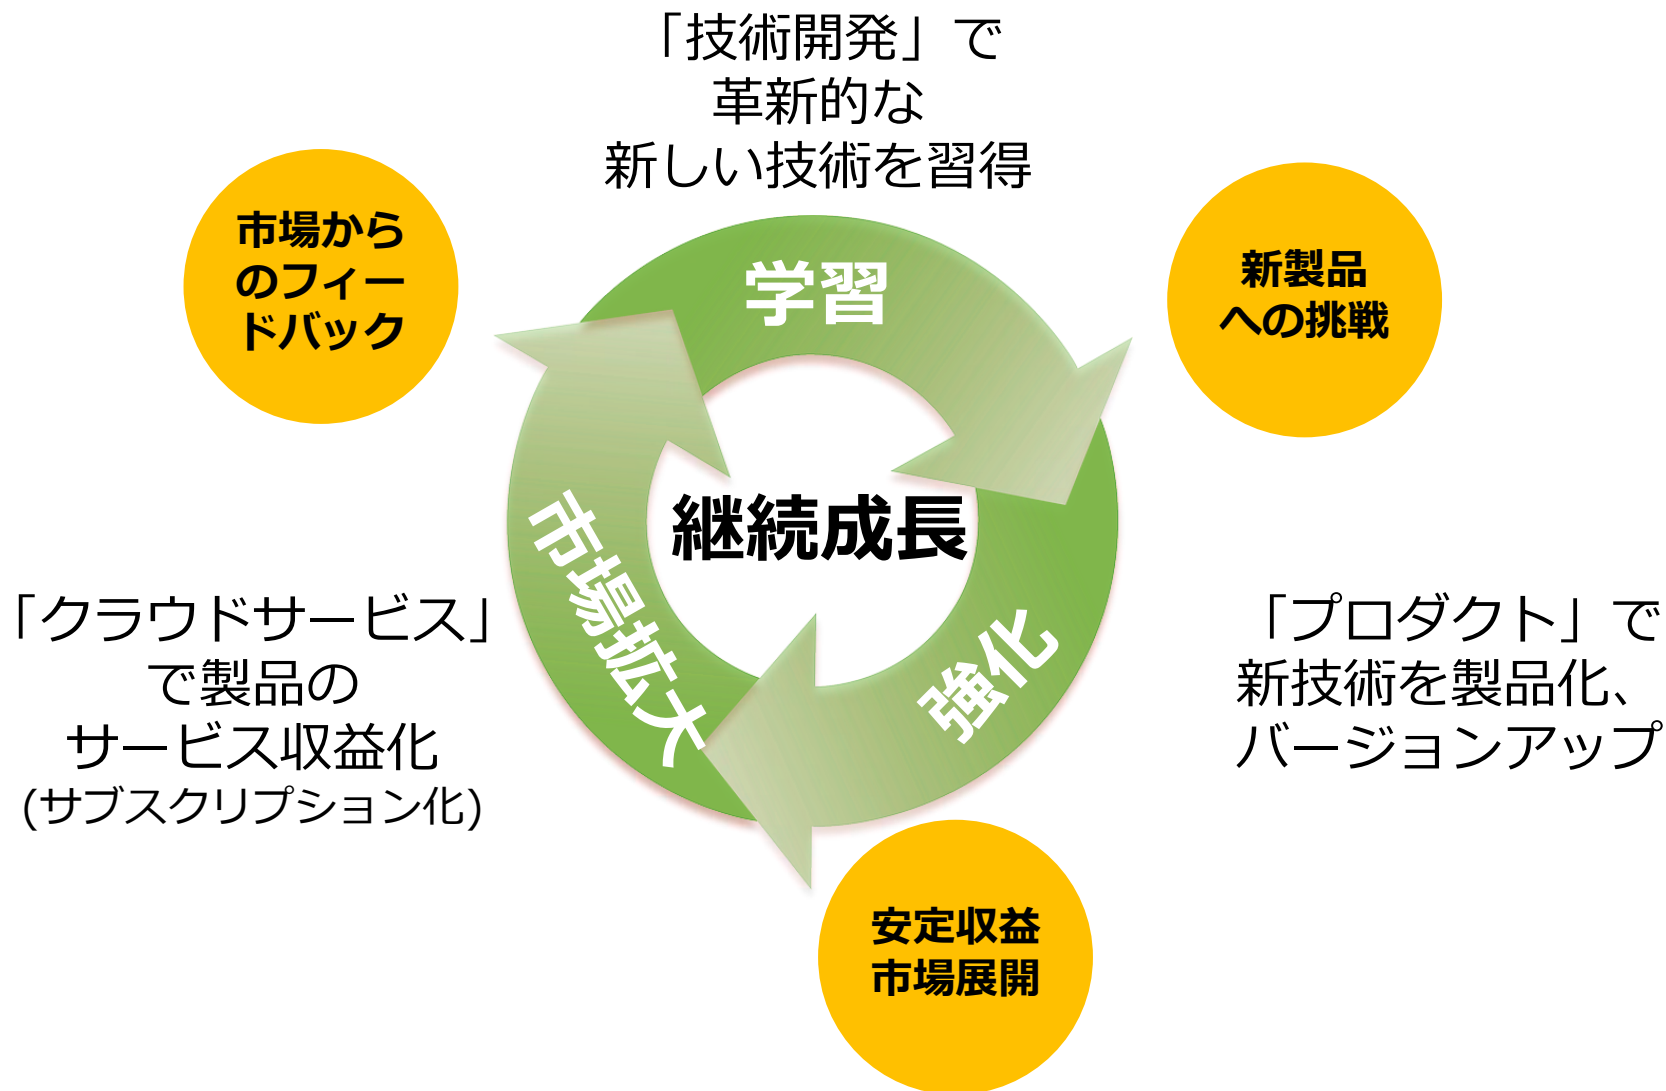 「技術開発」で
革新的な
新しい技術を習得
市場から
のフィー
ドバック
学習
新製品
への挑戦
継続成長
市場拡大
強化
「クラウドサービス」
で製品の
サービス収益化
(サブスクリプション化)
「プロダクト」で
新技術を製品化、
バージョンアップ
安定収益
市場展開